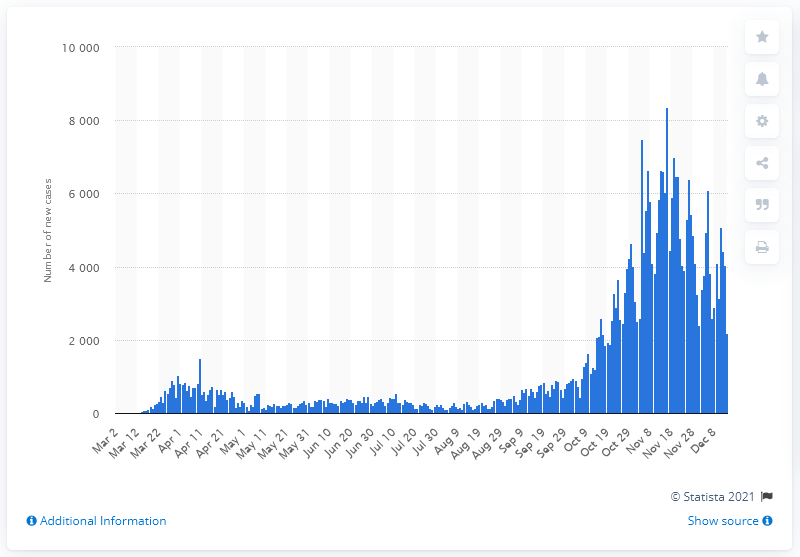 10 000
8 000
6 000
4 000
2 000
0
Number of new cases
Mar 2
Mar 12
Mar 22
Apr 1
Apr 11
Apr 21
May 1
May 11
May 21
May 31
Jun 10
Jun 20
Jun 30
Jul 10
Jul 20
Jul 30
Aug 9
Aug 19
Aug 29
Sep 9
Sep 19
Sep 29
Oct 9
Oct 19
Oct 29
Nov 8
Nov 18
Nov 28
Dec 8
© Statista 2021
Additional Information
Show source